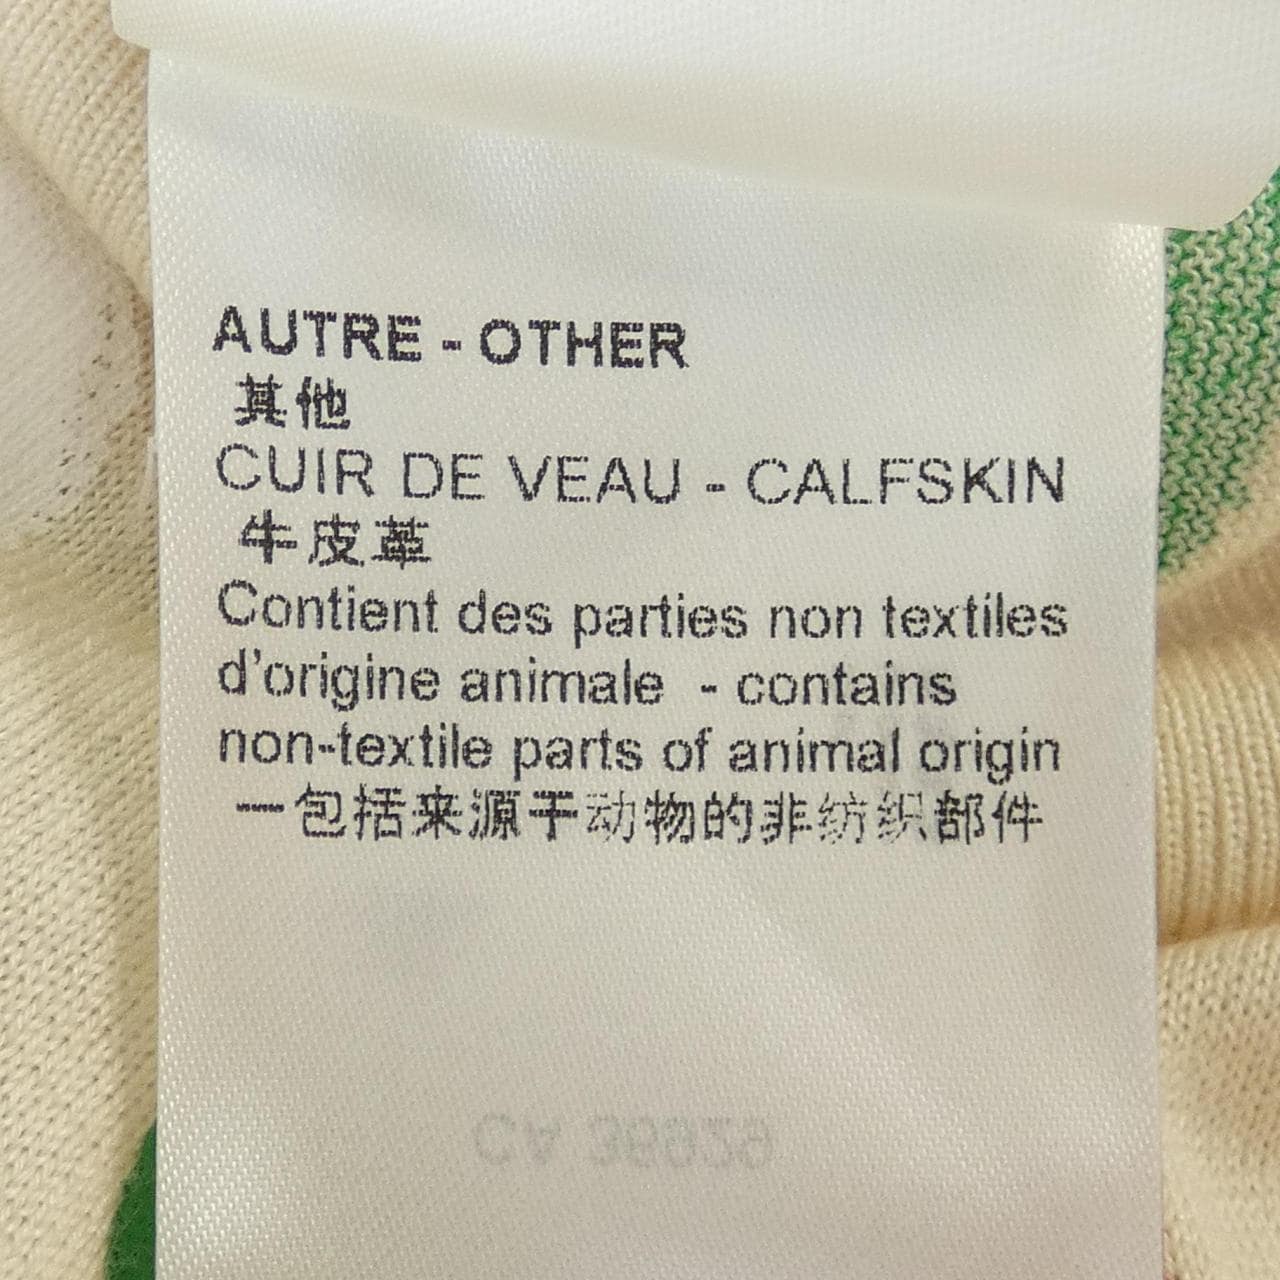 AUTRE - OTHER
其他
CUIR DE VEAU - CALFSKIN
牛皮革
Contient des parties non textiles
d'origine animale - contains
non-textile parts of animal origin
一包括来源于动物的非纺织部件
CA 36929